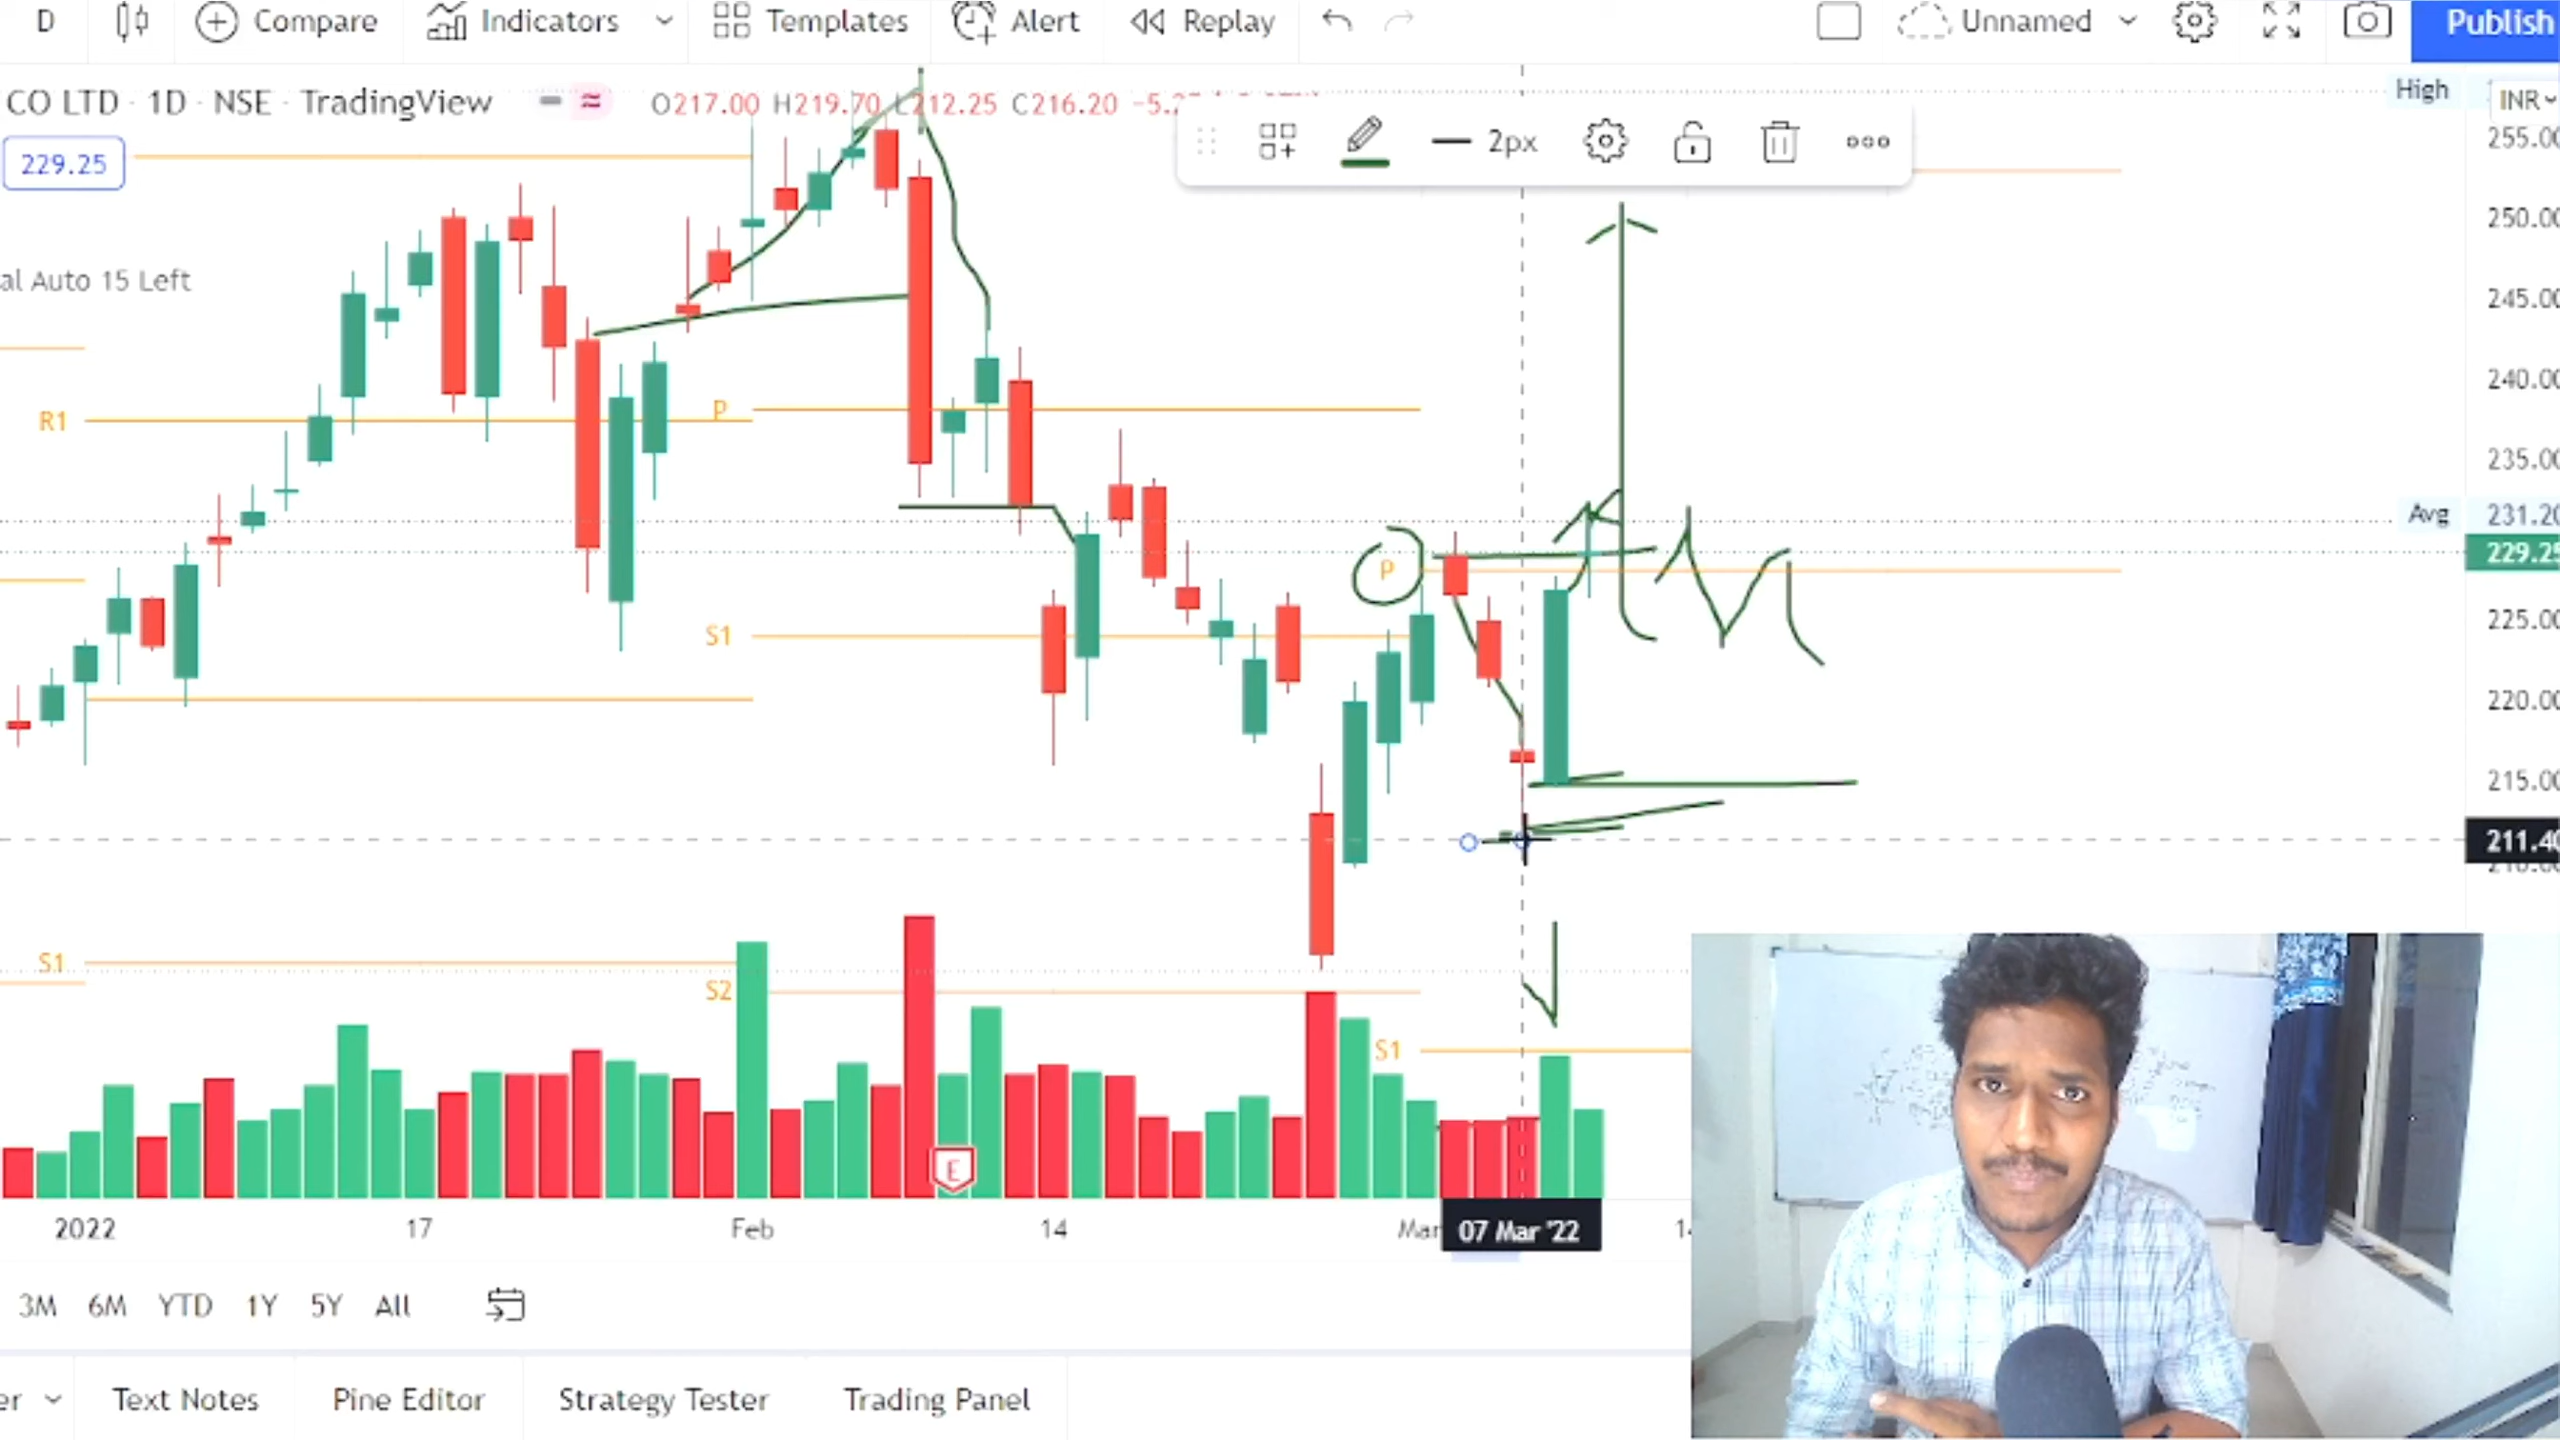 D Compare Indicators Templates Alert Replay Unnamed Publish
CO LTD · 1D · NSE · TradingView O217.00 H219.70 L212.25 C216.20
High INR
229.25
255.00
250.00
al Auto 15 Left
245.00
240.00
R1 P
235.00
Avg 231.20
229.25
P
225.00
S1
220.00
215.00
211.40
S1
S2
S1
E
2022 17 Feb 14 Mar 07 Mar '22
3M 6M YTD 1Y 5Y All
er Text Notes Pine Editor Strategy Tester Trading Panel